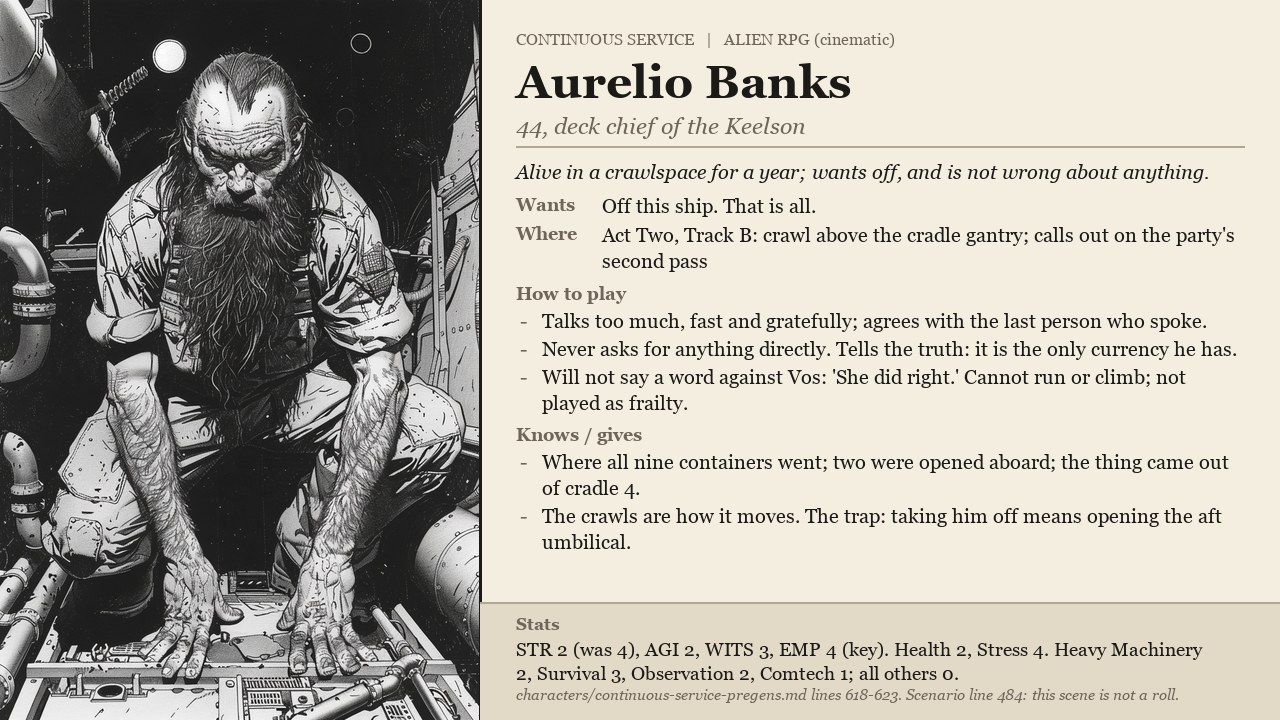 CONTINUOUS SERVICE | ALIEN RPG (cinematic)
Aurelio Banks
44, deck chief of the Keelson
Alive in a crawlspace for a year; wants off, and is not wrong about anything.
Wants Off this ship. That is all.
Where Act Two, Track B: crawl above the cradle gantry; calls out on the party's
second pass
How to play
- Talks too much, fast and gratefully; agrees with the last person who spoke.
- Never asks for anything directly. Tells the truth: it is the only currency he has.
- Will not say a word against Vos: 'She did right.' Cannot run or climb; not
played as frailty.
Knows / gives
- Where all nine containers went; two were opened aboard; the thing came out
of cradle 4.
- The crawls are how it moves. The trap: taking him off means opening the aft
umbilical.
Stats
STR 2 (was 4), AGI 2, WITS 3, EMP 4 (key). Health 2, Stress 4. Heavy Machinery
2, Survival 3, Observation 2, Comtech 1; all others 0.
characters/continuous-service-pregens.md lines 618-623. Scenario line 484: this scene is not a roll.